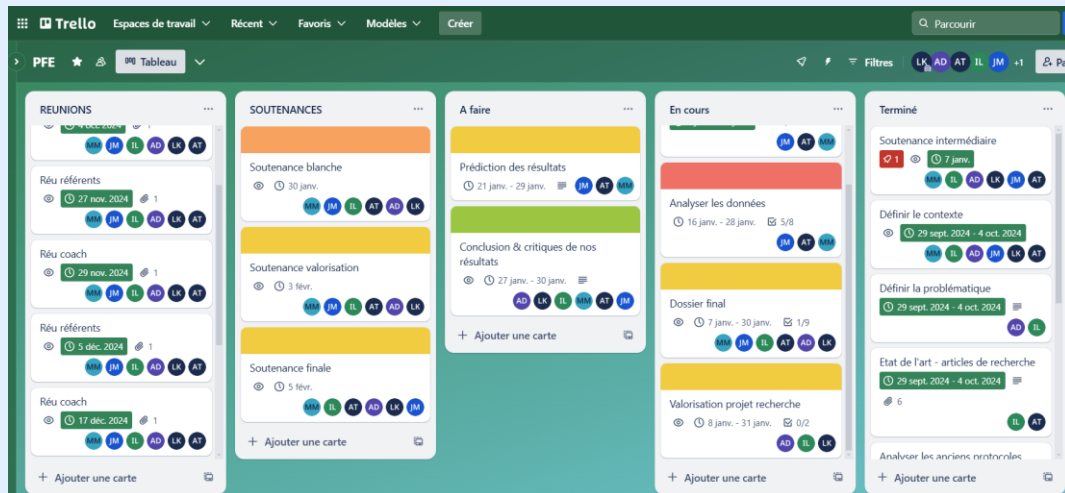 Trello Espaces de travail Récent Favoris Modèles Créer Parcourir
PFE Tableau Filtres LK AD AT IL JM +1
REUNIONS
4 oct. 2024 1
MM JM IL AD LK AT
Réu référents
27 nov. 2024 1
MM JM IL AD LK AT
Réu coach
29 nov. 2024 1
MM JM IL AD LK AT
Réu référents
5 déc. 2024 1
MM JM IL AD LK AT
Réu coach
17 déc. 2024 1
MM JM IL AD LK AT
+ Ajouter une carte
SOUTENANCES
Soutenance blanche
30 janv.
MM JM IL AT AD LK
Soutenance valorisation
3 févr.
MM JM IL AT AD LK
Soutenance finale
5 févr.
MM IL AT AD LK JM
+ Ajouter une carte
A faire
Prédiction des résultats
21 janv. - 29 janv. JM AT MM
Conclusion & critiques de nos
résultats
27 janv. - 30 janv.
AD LK IL MM AT JM
+ Ajouter une carte
En cours
JM AT MM
Analyser les données
16 janv. - 28 janv. 5/8
JM AT MM
Dossier final
7 janv. - 30 janv. 1/9
MM JM IL AT AD LK
Valorisation projet recherche
8 janv. - 31 janv. 0/2
AD IL LK
+ Ajouter une carte
Terminé
Soutenance intermédiaire
1 7 janv.
MM IL AD LK JM AT
Définir le contexte
29 sept. 2024 - 4 oct. 2024
MM IL AD JM LK AT
Définir la problématique
29 sept. 2024 - 4 oct. 2024
AD IL
Etat de l'art - articles de recherche
29 sept. 2024 - 4 oct. 2024
6
IL AT
Analyser les anciens protocoles
+ Ajouter une carte